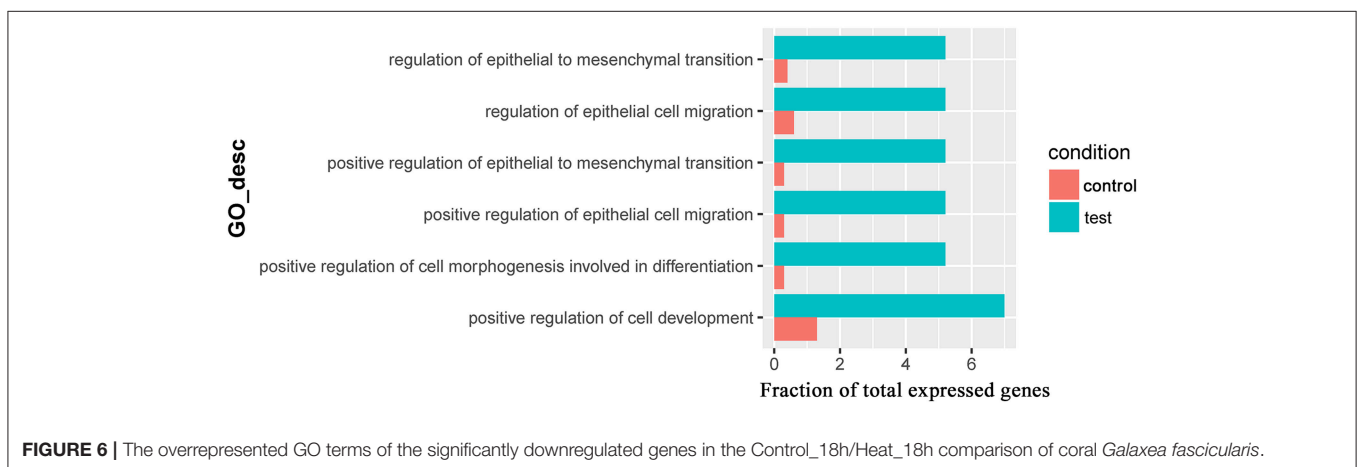 GO_desc
regulation of epithelial to mesenchymal transition
regulation of epithelial cell migration
positive regulation of epithelial to mesenchymal transition
positive regulation of epithelial cell migration
positive regulation of cell morphogenesis involved in differentiation
positive regulation of cell development
0 2 4 6
Fraction of total expressed genes
condition
control
test
FIGURE 6 | The overrepresented GO terms of the significantly downregulated genes in the Control_18h/Heat_18h comparison of coral Galaxea fascicularis.